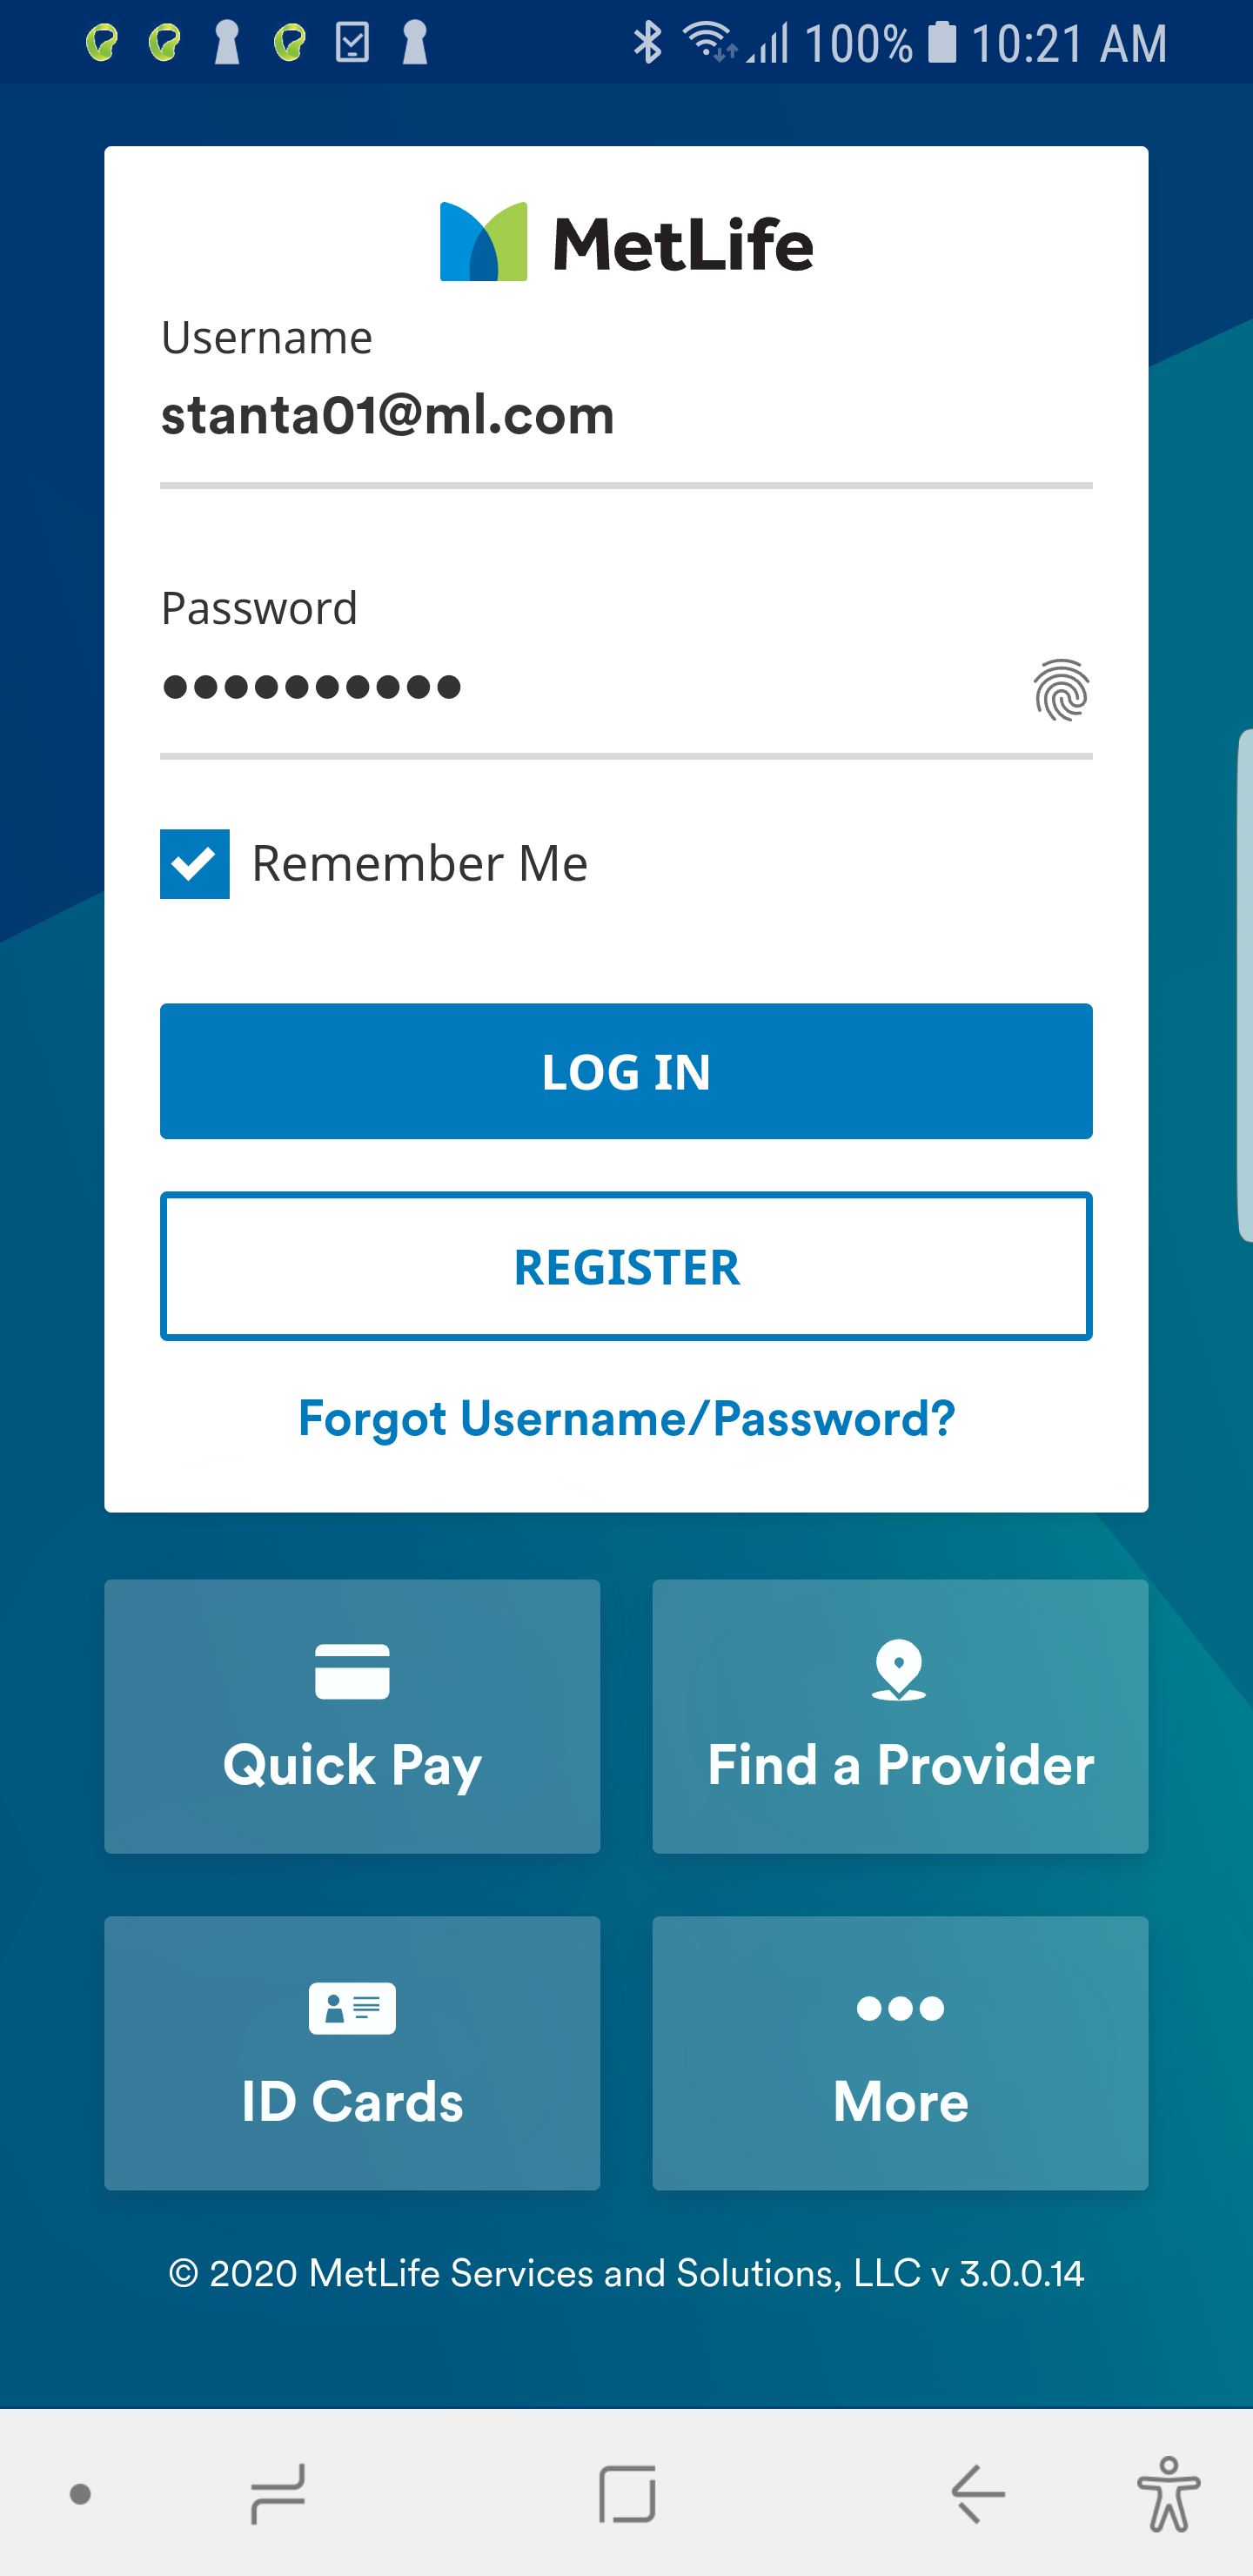 100% 10:21 AM
MetLife
Username
stanta01@ml.com
Password
Remember Me
LOG IN
REGISTER
Forgot Username/Password?
Quick Pay
Find a Provider
ID Cards
More
© 2020 MetLife Services and Solutions, LLC v 3.0.0.14